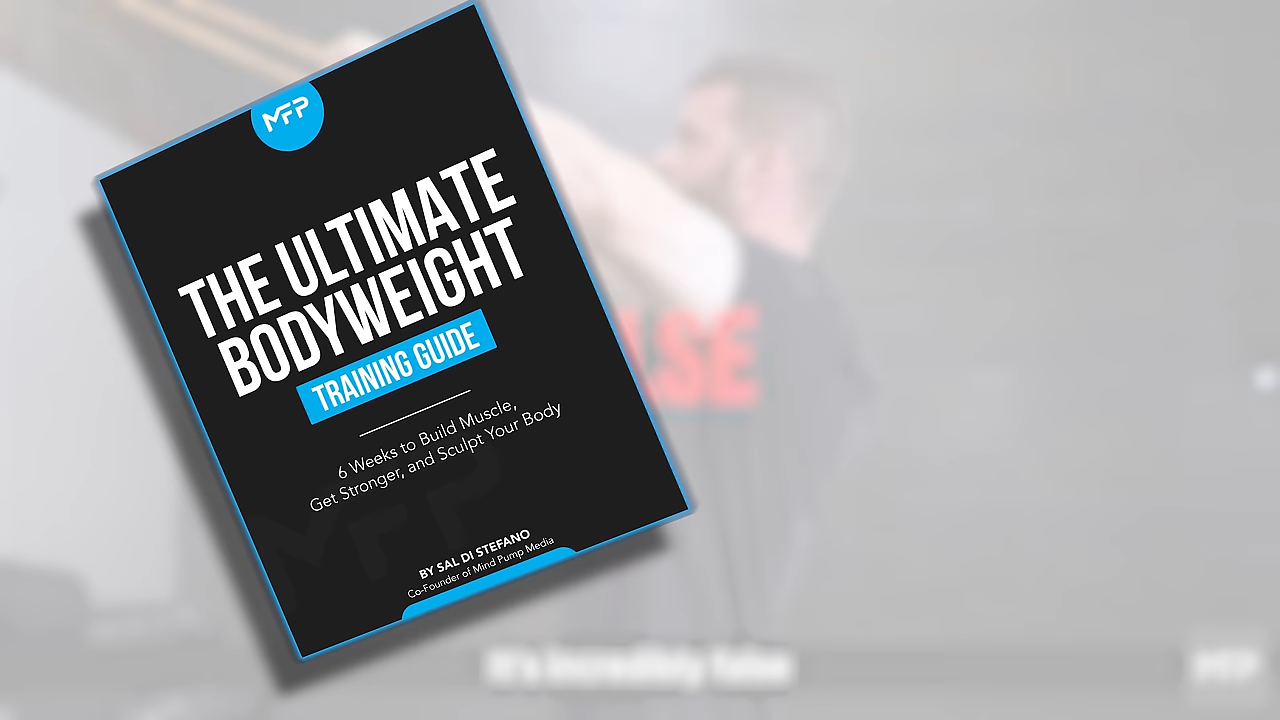 MFP
THE ULTIMATE
BODYWEIGHT
TRAINING GUIDE
6 Weeks to Build Muscle,
Get Stronger, and Sculpt Your Body
BY SAL DI STEFANO
Co-Founder of Mind Pump Media
It's incredibly false
MFP